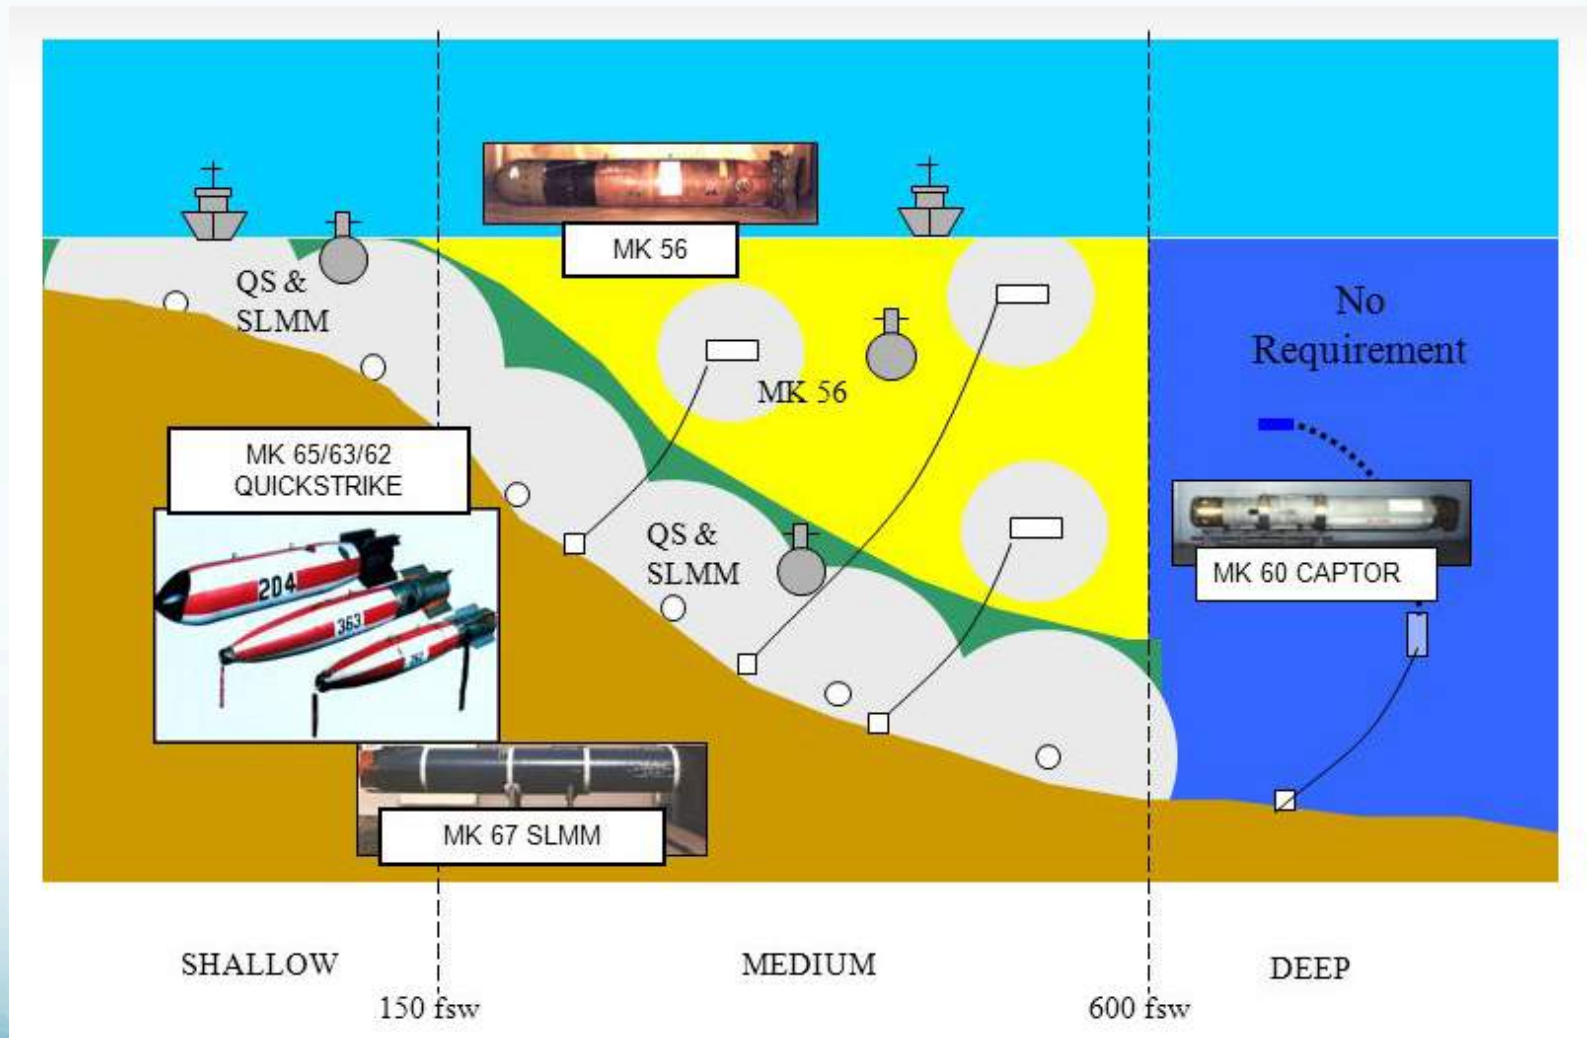 MK 56
QS &
SLMM
No
Requirement
MK 56
MK 65/63/62
QUICKSTRIKE
204
363
262
QS &
SLMM
MK 60 CAPTOR
MK 67 SLMM
SHALLOW
MEDIUM
DEEP
150 fsw
600 fsw